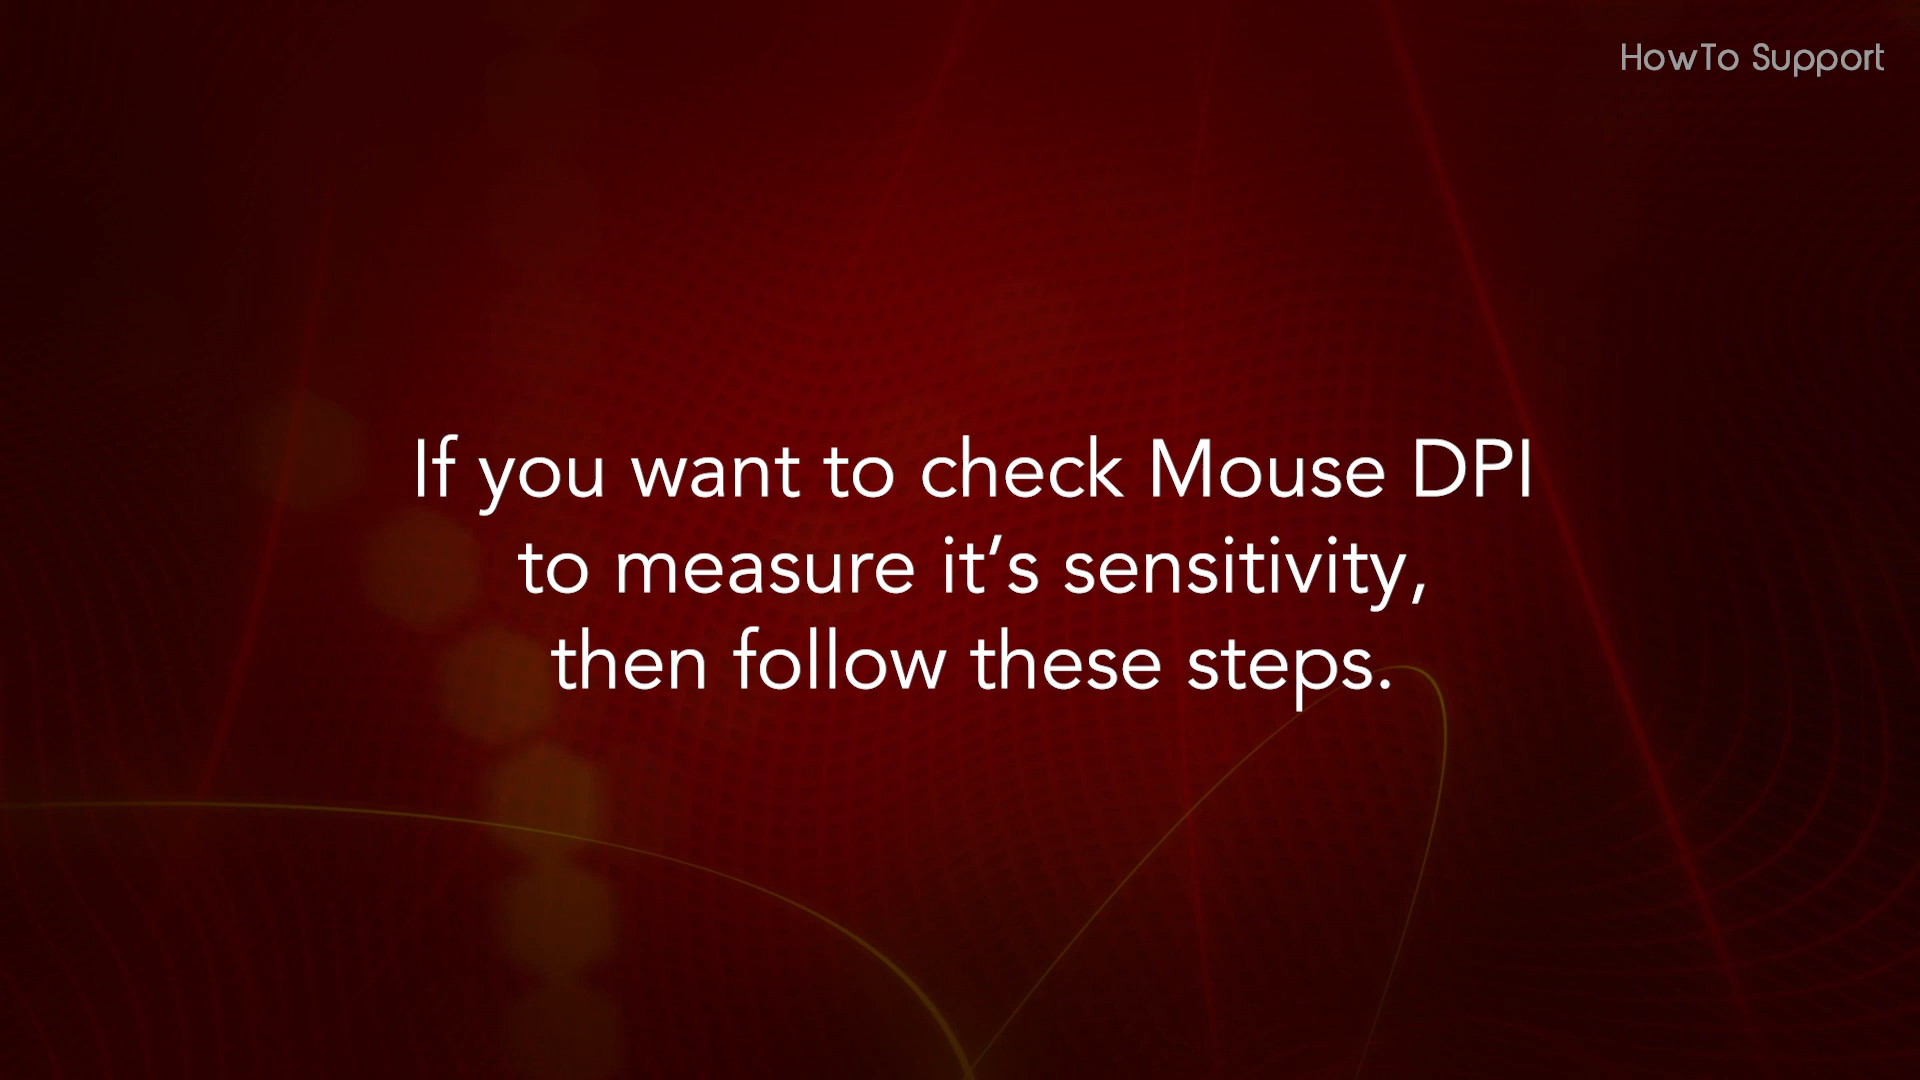 HowTo Support
If you want to check Mouse DPI
to measure it’s sensitivity,
then follow these steps.